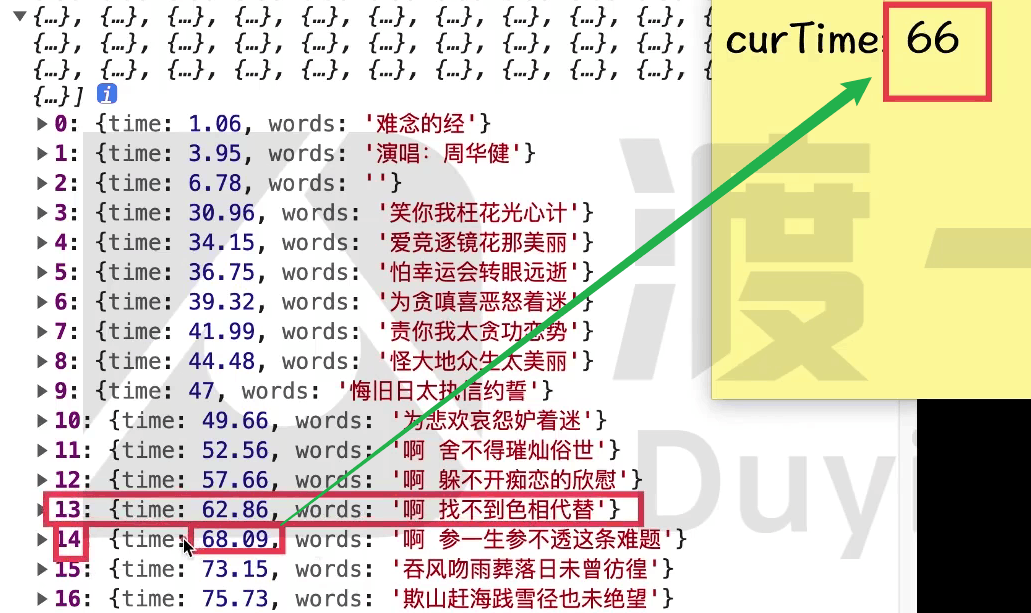 {…}, {…}, {…}, {…}, {…}, {…}, {…}, {…}, {…}, {…},
{…}, {…}, {…}, {…}, {…}, {…}, {…}, {…}, {…}, {…},
{…}, {…}, {…}, {…}, {…}, {…}, {…}, {…}, {…}, {…},
{…}] i
curTime: 66
0: {time: 1.06, words: '难念的经'}
1: {time: 3.95, words: '演唱：周华健'}
2: {time: 6.78, words: ''}
3: {time: 30.96, words: '笑你我枉花光心计'}
4: {time: 34.15, words: '爱竞逐镜花那美丽'}
5: {time: 36.75, words: '怕幸运会转眼远逝'}
6: {time: 39.32, words: '为贪嗔喜恶怒着迷'}
7: {time: 41.99, words: '责你我太贪功恋势'}
8: {time: 44.48, words: '怪大地众生太美丽'}
9: {time: 47, words: '悔旧日太执信约誓'}
10: {time: 49.66, words: '为悲欢哀怨妒着迷'}
11: {time: 52.56, words: '啊 舍不得璀灿俗世'}
12: {time: 57.66, words: '啊 躲不开痴恋的欣慰'}
13: {time: 62.86, words: '啊 找不到色相代替'}
14: {time: 68.09, words: '啊 参一生参不透这条难题'}
15: {time: 73.15, words: '吞风吻雨葬落日未曾彷徨'}
16: {time: 75.73, words: '欺山赶海践雪径也未绝望'}
渡一
Duyi